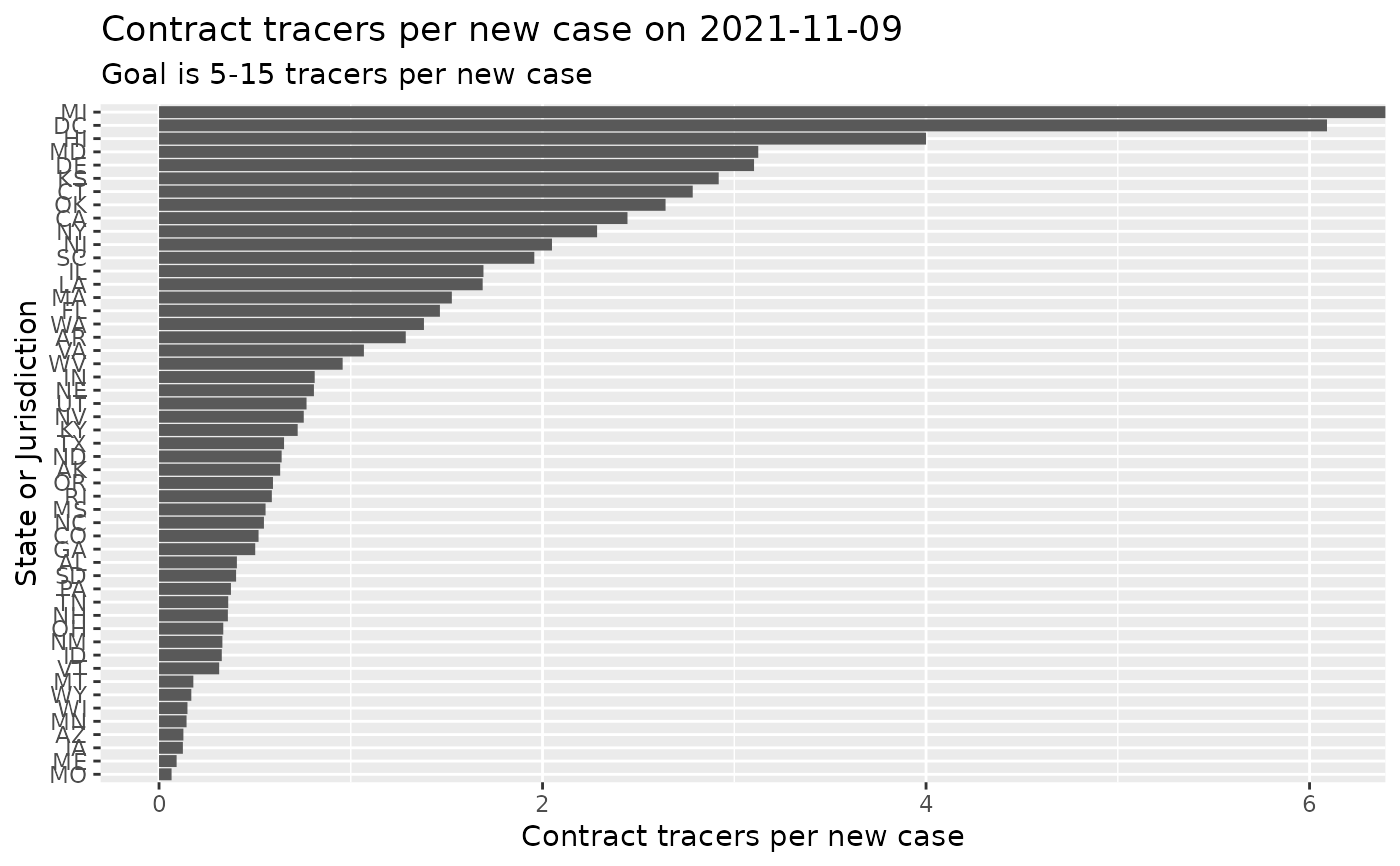 Contract tracers per new case on 2021-11-09
Goal is 5-15 tracers per new case
State or Jurisdiction
MI
DC
HI
MD
DE
KS
CT
OK
CA
NY
NJ
SC
IL
LA
MA
FL
WA
AR
VA
WV
IN
NE
UT
NV
KY
TX
ND
AK
OR
RI
MS
NC
CO
GA
AL
SD
PA
TN
NH
OH
NM
ID
VT
MT
WY
WI
MN
AZ
IA
ME
MO
0 2 4 6
Contract tracers per new case